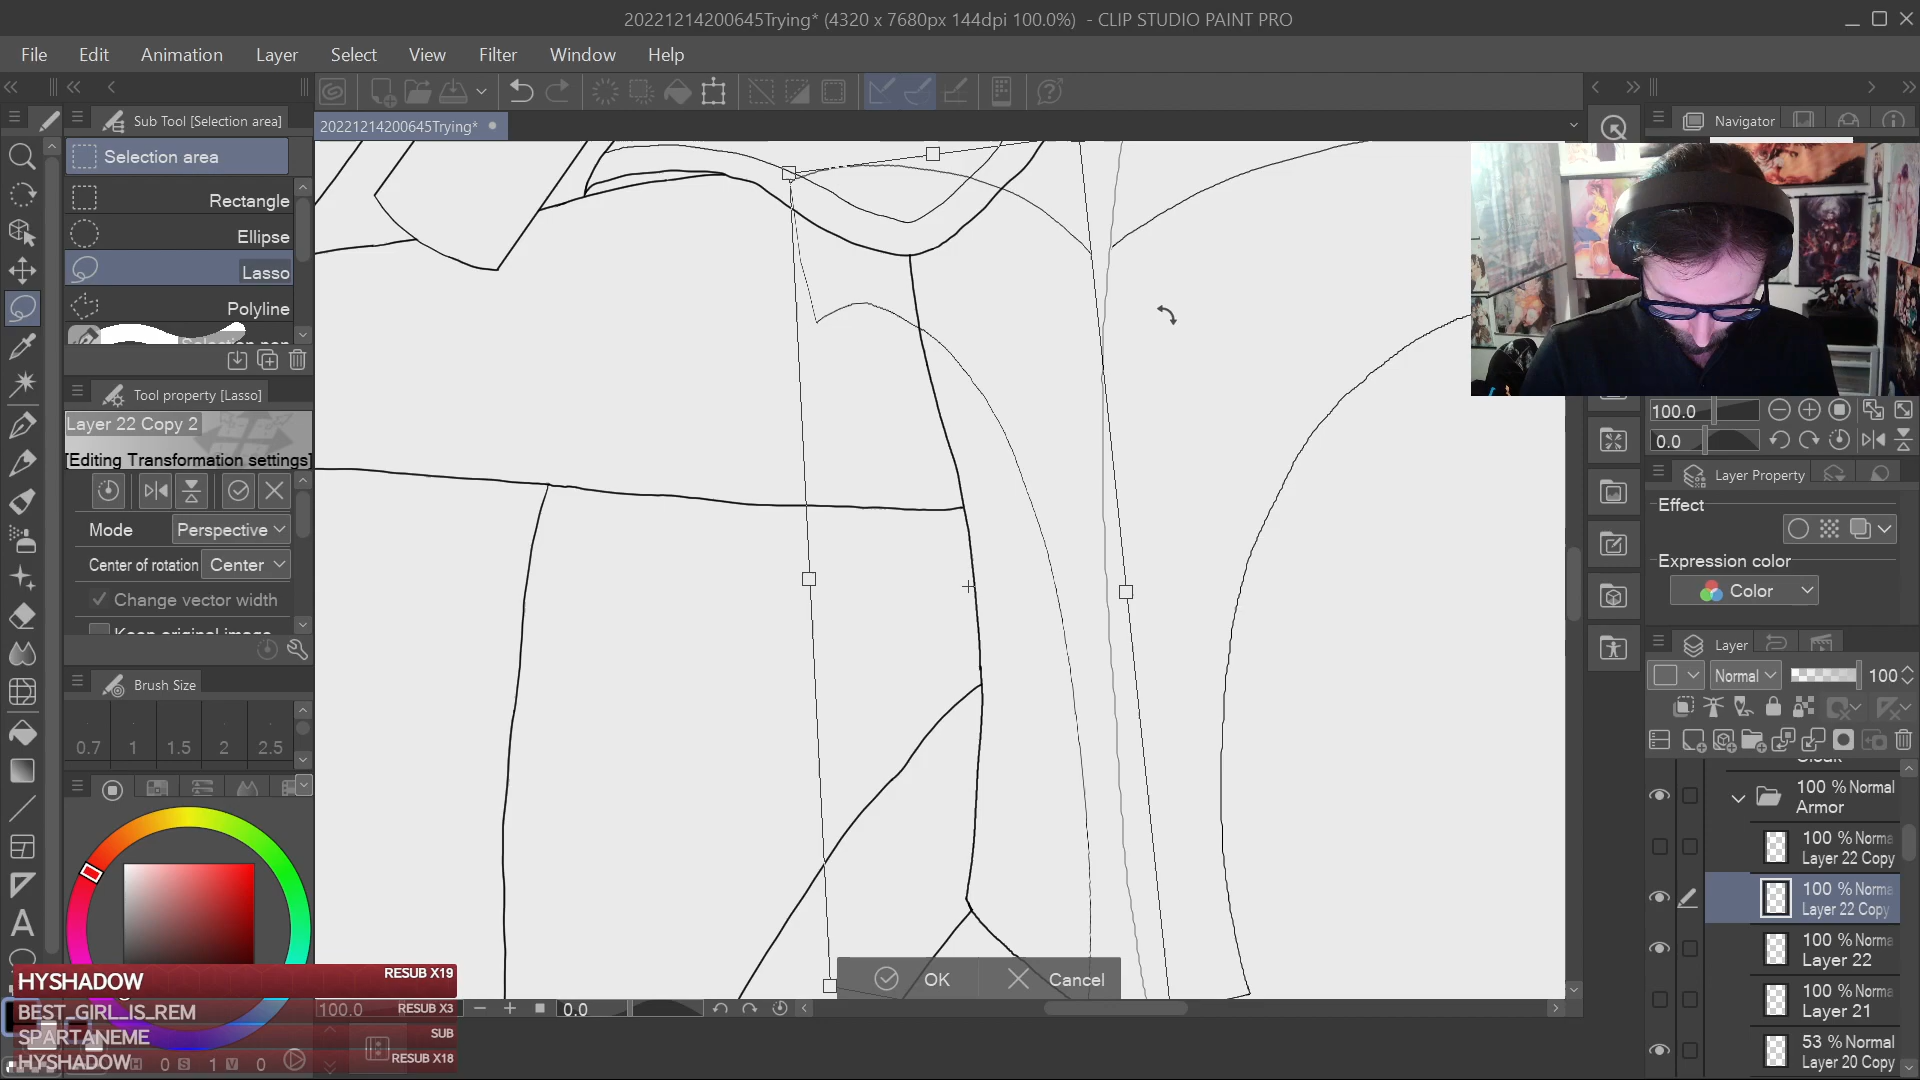 20221214200645Trying* (4320 x 7680px 144dpi 100.0%) - CLIP STUDIO PAINT PRO
File Edit Animation Layer Select View Filter Window Help
Sub Tool [Selection area]
20221214200645Trying*
Navigator
Selection area
Rectangle
Ellipse
Lasso
Polyline
Tool property [Lasso]
Layer 22 Copy 2
[Editing Transformation settings]
Mode Perspective
Center of rotation Center
Change vector width
Keep original image
Brush Size
0.7 1 1.5 2 2.5
100.0
0.0
Layer Property
Effect
Expression color
Color
Layer
Normal 100
100 % Normal
Armor
100 % Norma
Layer 22 Copy
100 % Norma
Layer 22 Copy
100 % Norma
Layer 22
100 % Norma
Layer 21
53 % Normal
Layer 20 Copy
OK Cancel
100.0 0.0
HYSHADOW RESUB X19
BEST_GIRL_IS_REM RESUB X3
SPARTANEME SUB
HYSHADOW RESUB X18
H 0 S 1 V 0